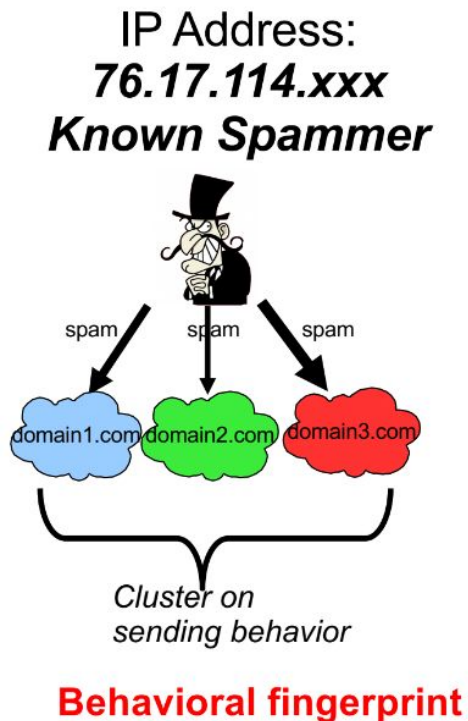 IP Address:
76.17.114.xxx
Known Spammer
spam spam spam
domain1.com domain2.com domain3.com
Cluster on
sending behavior
Behavioral fingerprint